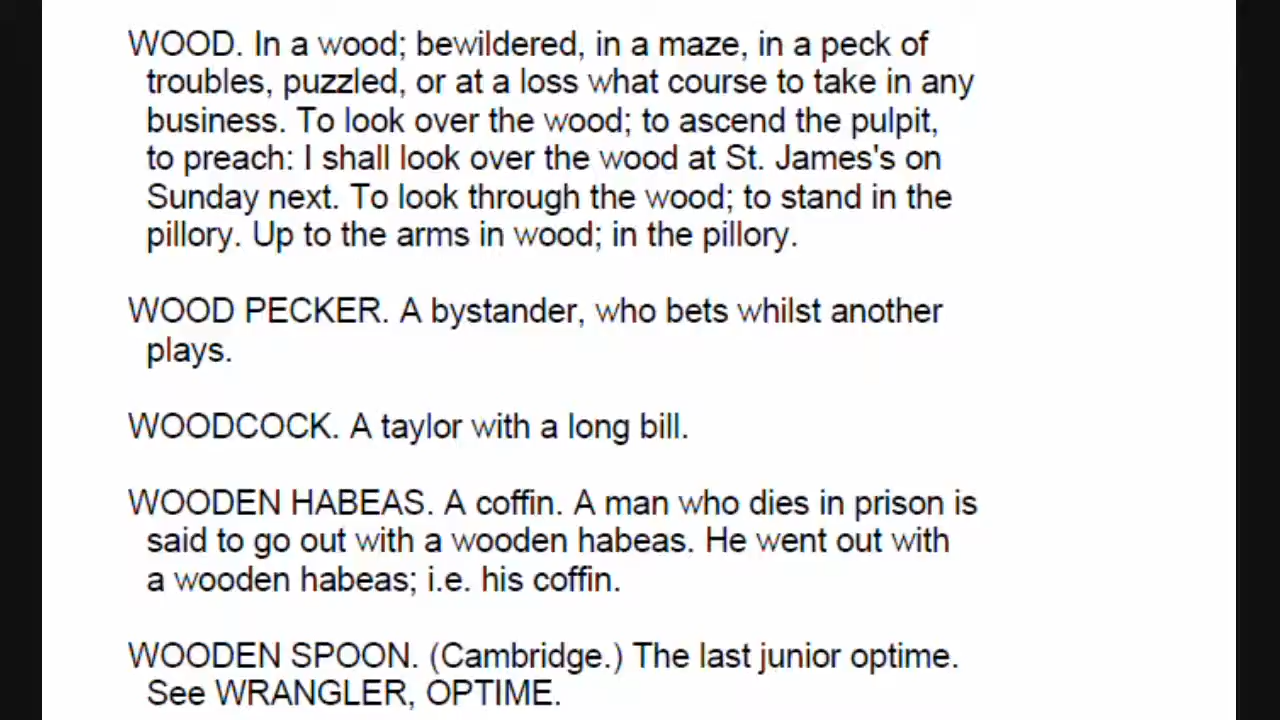 WOOD. In a wood; bewildered, in a maze, in a peck of
troubles, puzzled, or at a loss what course to take in any
business. To look over the wood; to ascend the pulpit,
to preach: I shall look over the wood at St. James's on
Sunday next. To look through the wood; to stand in the
pillory. Up to the arms in wood; in the pillory.
WOOD PECKER. A bystander, who bets whilst another
plays.
WOODCOCK. A taylor with a long bill.
WOODEN HABEAS. A coffin. A man who dies in prison is
said to go out with a wooden habeas. He went out with
a wooden habeas; i.e. his coffin.
WOODEN SPOON. (Cambridge.) The last junior optime.
See WRANGLER, OPTIME.